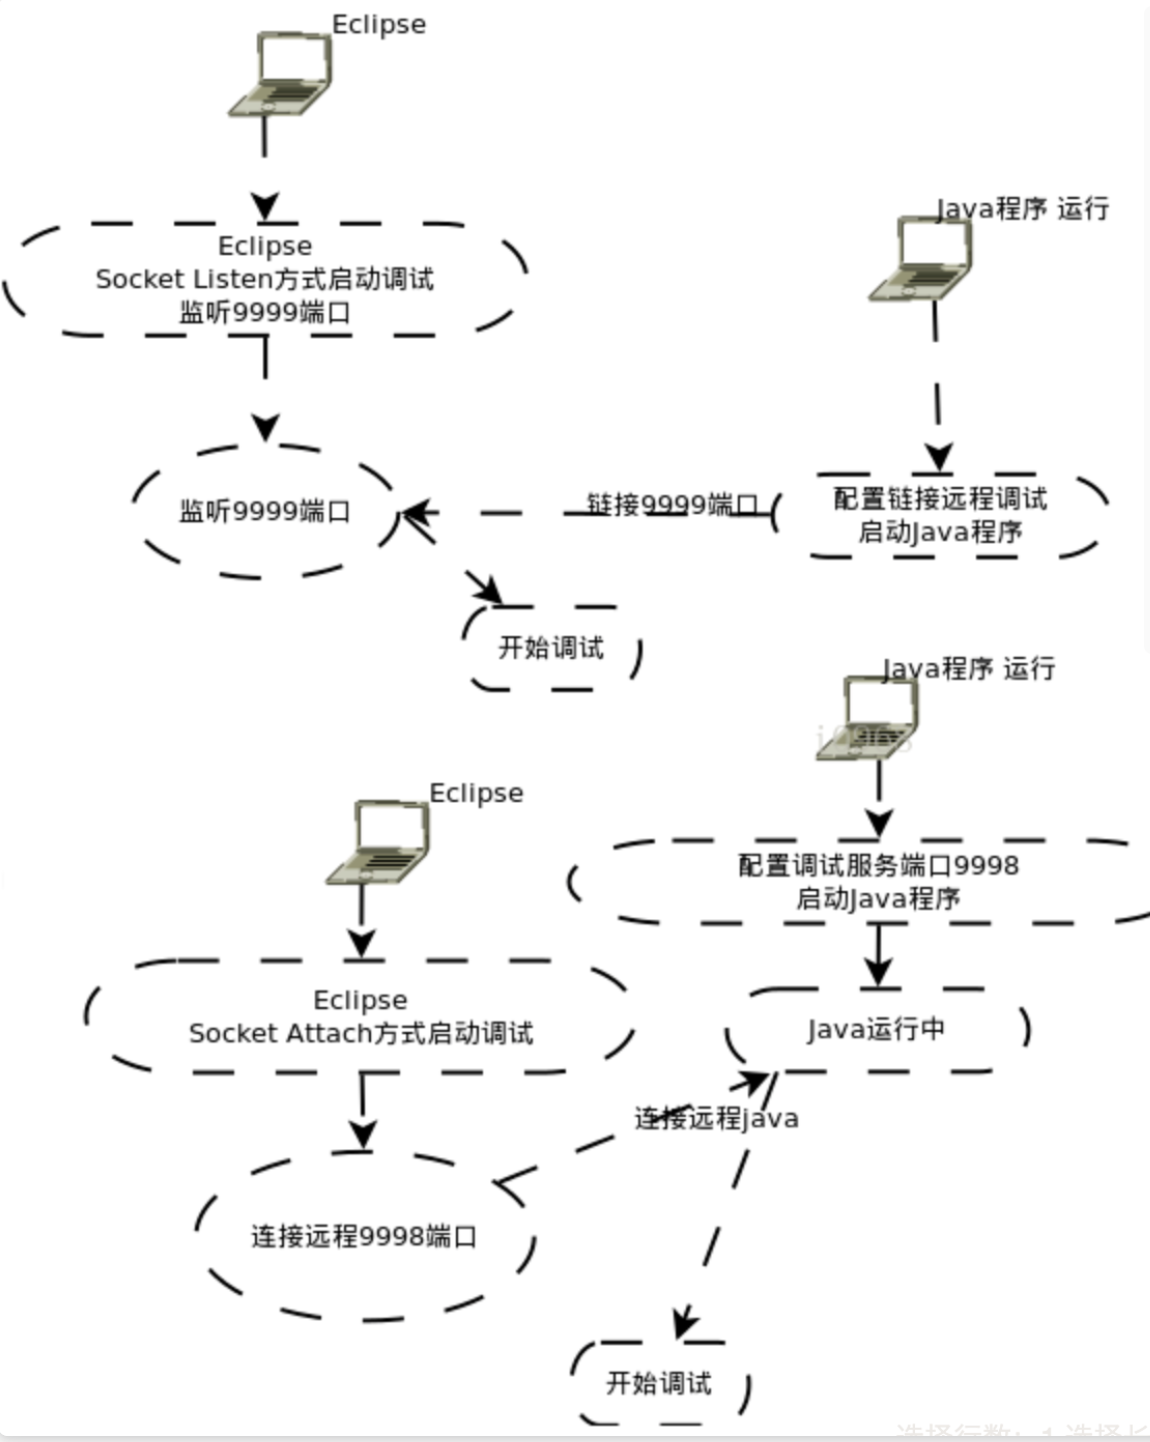 Eclipse
Eclipse
Socket Listen方式启动调试
监听9999端口
Java程序 运行
监听9999端口
链接9999端口
配置链接远程调试
启动Java程序
开始调试
Java程序 运行
Eclipse
配置调试服务端口9998
启动Java程序
Eclipse
Socket Attach方式启动调试
Java运行中
连接远程java
连接远程9998端口
开始调试